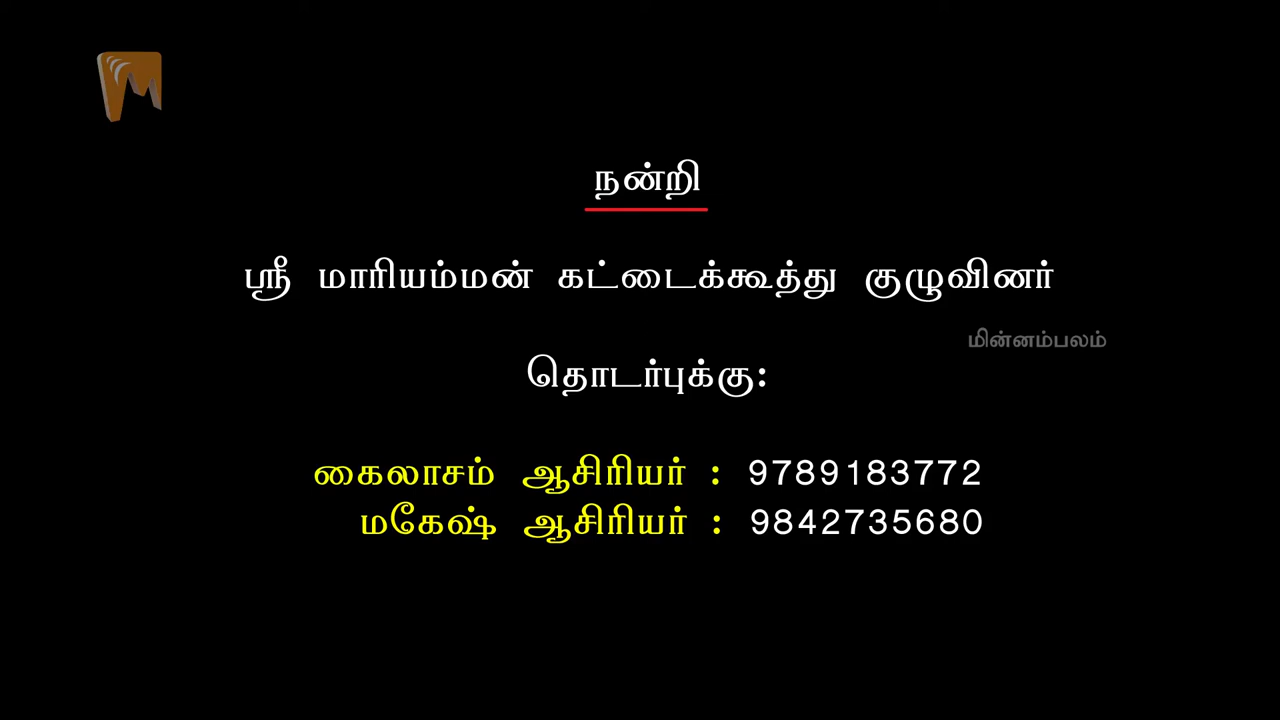 நன்றி
ஸ்ரீ மாரியம்மன் கட்டைக்கூத்து குழுவினர்
மின்னம்பலம்
தொடர்புக்கு:
கைலாசம் ஆசிரியர் : 9789183772
மகேஷ் ஆசிரியர் : 9842735680